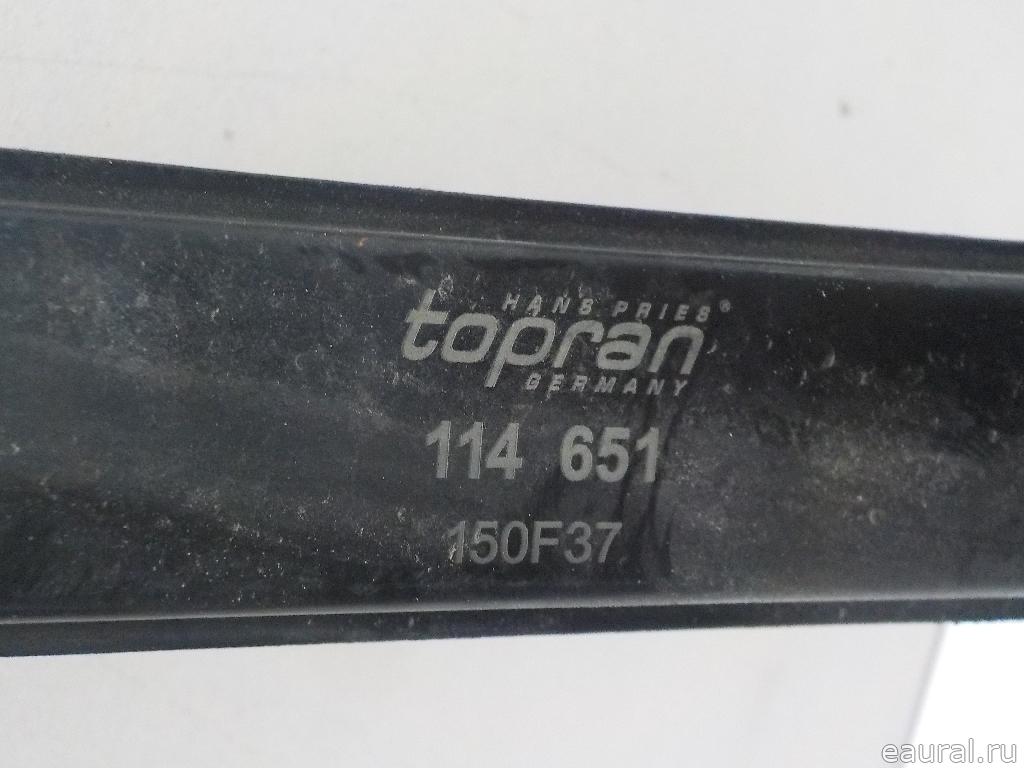 HANS PRIES®
topran
GERMANY
114 651
150F37
eaural.ru